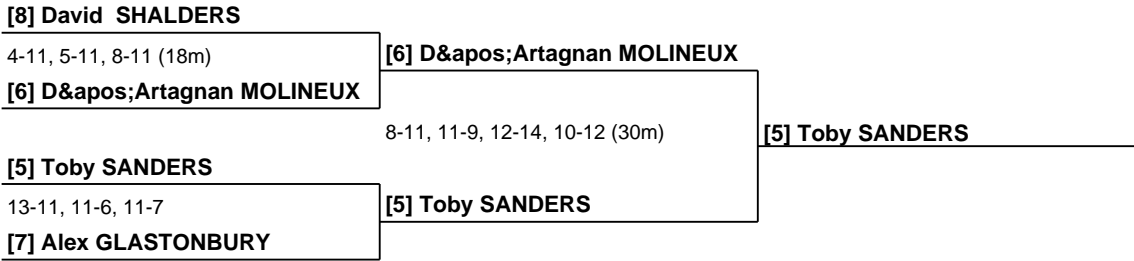 [8] David  SHALDERS
4-11, 5-11, 8-11 (18m)
[6] D&apos;Artagnan MOLINEUX
[6] D&apos;Artagnan MOLINEUX
8-11, 11-9, 12-14, 10-12 (30m)
[5] Toby SANDERS
[5] Toby SANDERS
13-11, 11-6, 11-7
[5] Toby SANDERS
[7] Alex GLASTONBURY